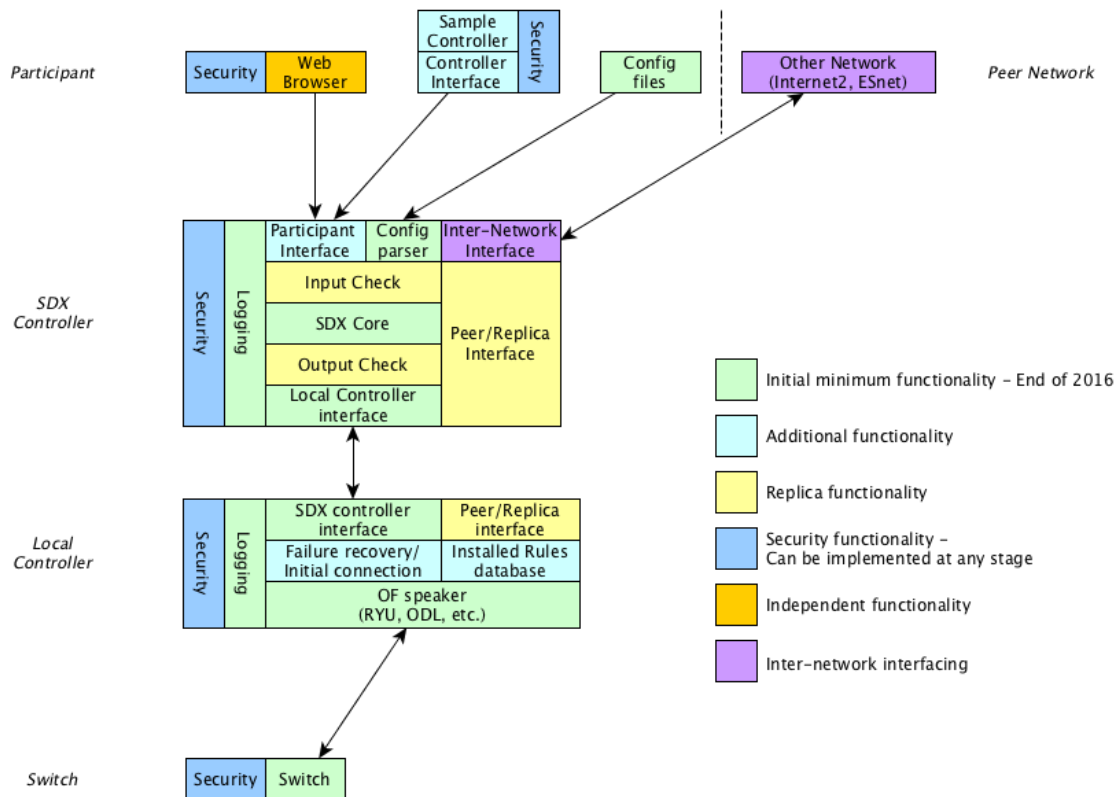 Participant
Security
Web
Browser
Sample
Controller
Controller
Interface
Security
Config
files
Other Network
(Internet2, ESnet)
Peer Network
SDX
Controller
Security
Logging
Participant
Interface
Config
parser
Inter-Network
Interface
Input Check
SDX Core
Output Check
Local Controller
interface
Peer/Replica
Interface
Initial minimum functionality - End of 2016
Additional functionality
Replica functionality
Security functionality -
Can be implemented at any stage
Independent functionality
Inter-network interfacing
Local
Controller
Security
Logging
SDX controller
interface
Peer/Replica
interface
Failure recovery/
Initial connection
Installed Rules
database
OF speaker
(RYU, ODL, etc.)
Switch
Security
Switch